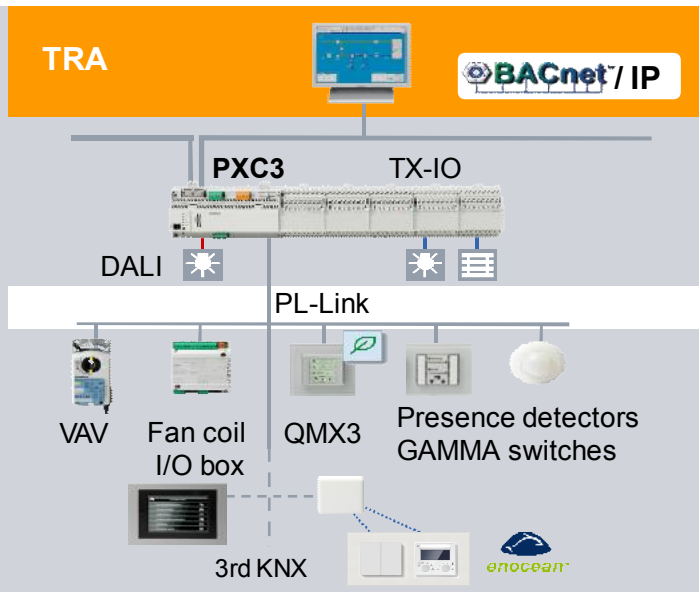 TRA
BACnet™/ IP
PXC3
TX-IO
DALI
PL-Link
VAV
Fan coil
I/O box
QMX3
Presence detectors
GAMMA switches
3rd KNX
enocean